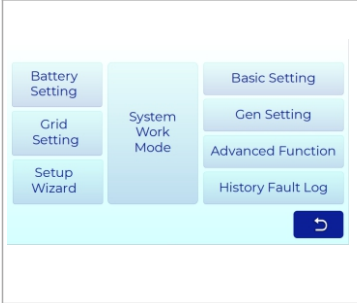 Battery
Setting
Grid
Setting
Setup
Wizard
System
Work
Mode
Basic Setting
Gen Setting
Advanced Function
History Fault Log